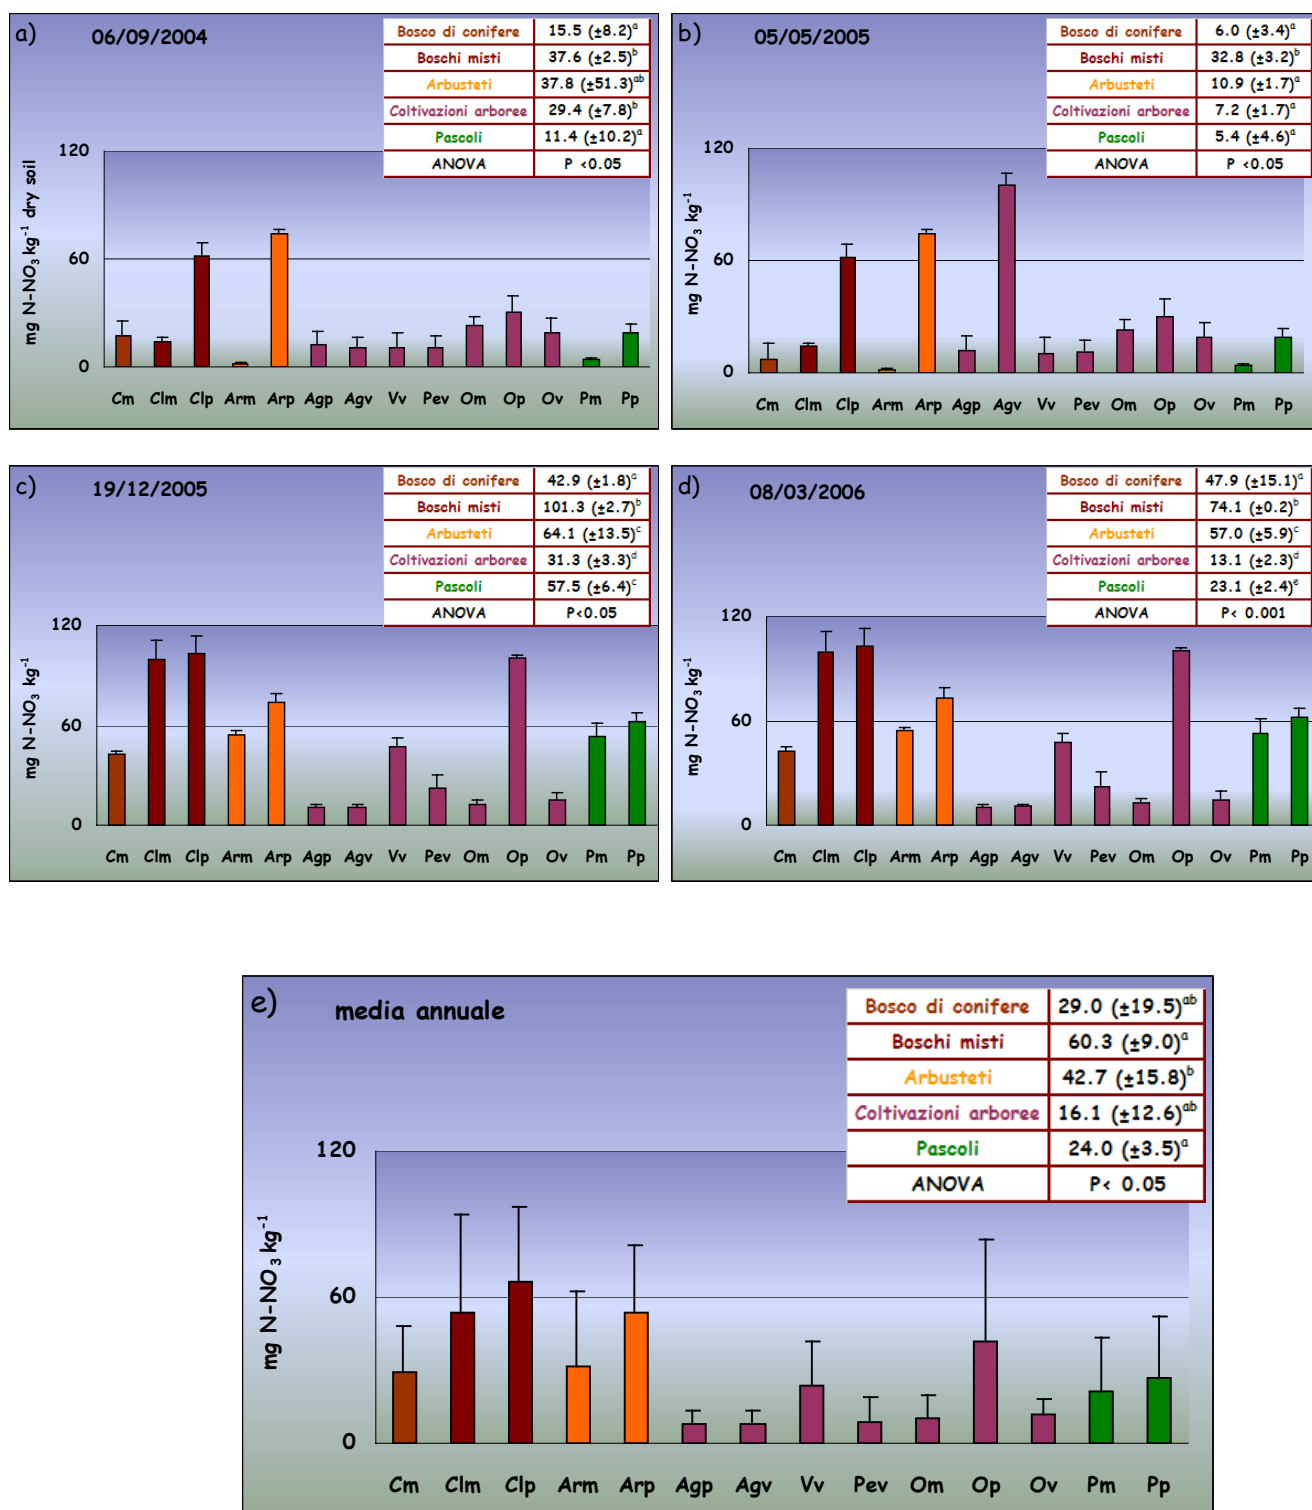 a) 06/09/2004
Bosco di conifere 15.5 (±8.2)ᵃ
Boschi misti 37.6 (±2.5)ᵇ
Arbusteti 37.8 (±51.3)ᵃᵇ
Coltivazioni arboree 29.4 (±7.8)ᵇ
Pascoli 11.4 (±10.2)ᵃ
ANOVA P <0.05
mg N-NO₃ kg⁻¹ dry soil
120
60
0
Cm Clm Clp Arm Arp Agp Agv Vv Pev Om Op Ov Pm Pp
b) 05/05/2005
Bosco di conifere 6.0 (±3.4)ᵃ
Boschi misti 32.8 (±3.2)ᵇ
Arbusteti 10.9 (±1.7)ᵃ
Coltivazioni arboree 7.2 (±1.7)ᵃ
Pascoli 5.4 (±4.6)ᵃ
ANOVA P <0.05
mg N-NO₃ kg⁻¹
120
60
0
Cm Clm Clp Arm Arp Agp Agv Vv Pev Om Op Ov Pm Pp
c) 19/12/2005
Bosco di conifere 42.9 (±1.8)ᵃ
Boschi misti 101.3 (±2.7)ᵇ
Arbusteti 64.1 (±13.5)ᶜ
Coltivazioni arboree 31.3 (±3.3)ᵈ
Pascoli 57.5 (±6.4)ᶜ
ANOVA P<0.05
mg N-NO₃ kg⁻¹
120
60
0
Cm Clm Clp Arm Arp Agp Agv Vv Pev Om Op Ov Pm Pp
d) 08/03/2006
Bosco di conifere 47.9 (±15.1)ᵃ
Boschi misti 74.1 (±0.2)ᵇ
Arbusteti 57.0 (±5.9)ᶜ
Coltivazioni arboree 13.1 (±2.3)ᵈ
Pascoli 23.1 (±2.4)ᵉ
ANOVA P< 0.001
mg N-NO₃ kg⁻¹
120
60
0
Cm Clm Clp Arm Arp Agp Agv Vv Pev Om Op Ov Pm Pp
e) media annuale
Bosco di conifere 29.0 (±19.5)ᵃᵇ
Boschi misti 60.3 (±9.0)ᵃ
Arbusteti 42.7 (±15.8)ᵇ
Coltivazioni arboree 16.1 (±12.6)ᵃᵇ
Pascoli 24.0 (±3.5)ᵃ
ANOVA P< 0.05
mg N-NO₃ kg⁻¹
120
60
0
Cm Clm Clp Arm Arp Agp Agv Vv Pev Om Op Ov Pm Pp